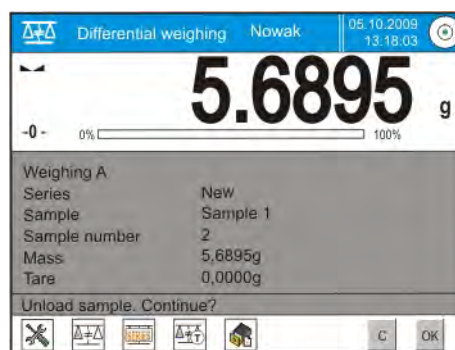 Differential weighing Nowak 05.10.2009
13:18:03
5.6895 g
-0- 0% 100%
Weighing A
Series New
Sample Sample 1
Sample number 2
Mass 5,6895g
Tare 0,0000g
Unload sample. Continue?
SERIES T C OK